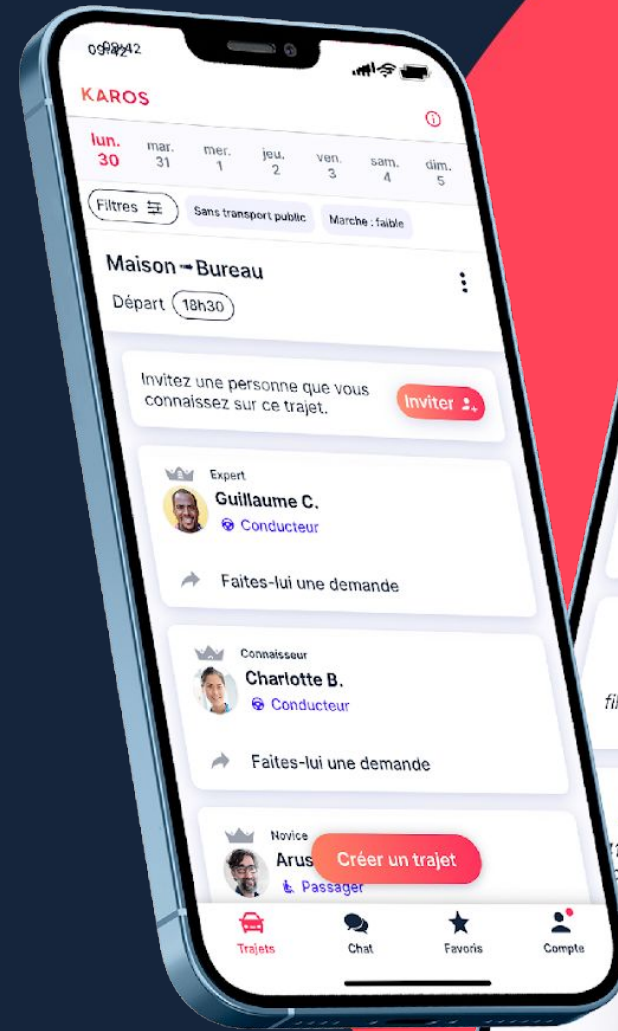 09:42
KAROS
lun. mar. mer. jeu. ven. sam. dim.
30 31 1 2 3 4 5
Filtres Sans transport public Marche : faible
Maison Bureau
Départ 18h30
Invitez une personne que vous
connaissez sur ce trajet.
Inviter
Expert
Guillaume C.
Conducteur
Faites-lui une demande
Connaisseur
Charlotte B.
Conducteur
Faites-lui une demande
Novice
Arus
Créer un trajet
Passager
Trajets Chat Favoris Compte